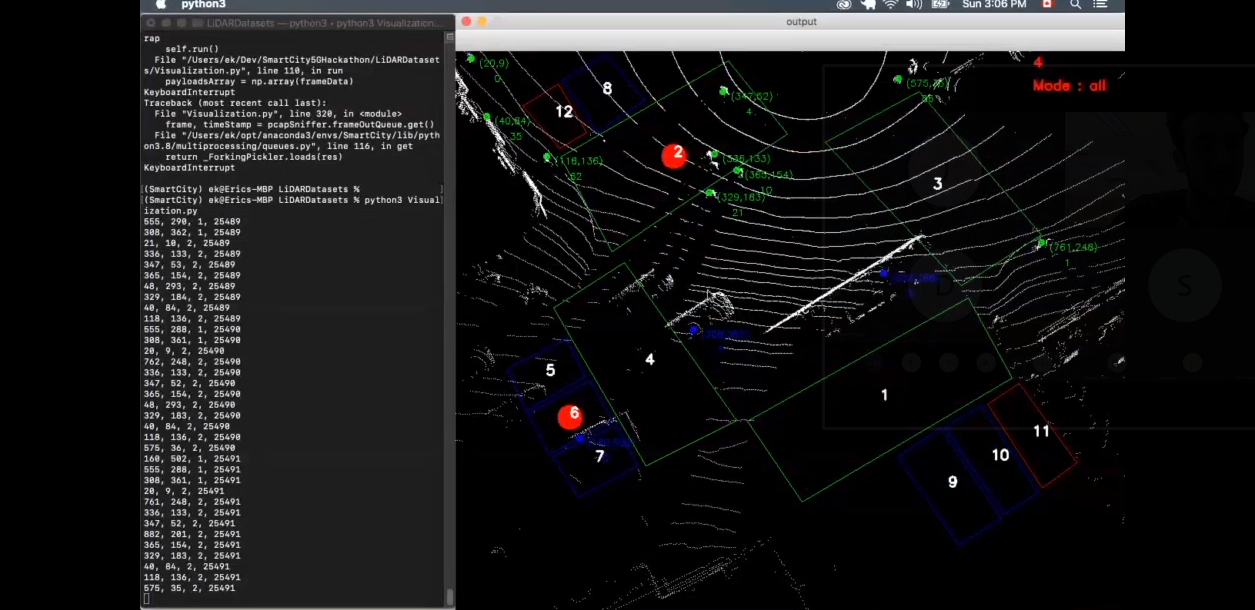 python3
Sun 3:06 PM
LiDARDatasets — python3 • python3 Visualization....
output
rap
self.run()
File "/Users/ek/Dev/SmartCity5GHackathon/LiDARDataset
s/Visualization.py", line 110, in run
payloadsArray = np.array(frameData)
KeyboardInterrupt
Traceback (most recent call last):
File "Visualization.py", line 320, in <module>
frame, timeStamp = pcapSniffer.frameOutQueue.get()
File "/Users/ek/opt/anaconda3/envs/SmartCity/lib/pyth
on3.8/multiprocessing/queues.py", line 116, in get
return _ForkingPickler.loads(res)
KeyboardInterrupt
(SmartCity) ek@Erics-MBP LiDARDatasets %
(SmartCity) ek@Erics-MBP LiDARDatasets % python3 Visual
ization.py
555, 290, 1, 25489
308, 362, 1, 25489
21, 10, 2, 25489
336, 133, 2, 25489
347, 53, 2, 25489
365, 154, 2, 25489
48, 293, 2, 25489
329, 184, 2, 25489
40, 84, 2, 25489
118, 136, 2, 25489
555, 288, 1, 25490
308, 361, 1, 25490
20, 9, 2, 25490
762, 248, 2, 25490
336, 133, 2, 25490
347, 52, 2, 25490
365, 154, 2, 25490
48, 293, 2, 25490
329, 183, 2, 25490
40, 84, 2, 25490
118, 136, 2, 25490
575, 36, 2, 25490
160, 502, 1, 25491
555, 288, 1, 25491
308, 361, 1, 25491
20, 9, 2, 25491
761, 248, 2, 25491
336, 133, 2, 25491
347, 52, 2, 25491
882, 201, 2, 25491
365, 154, 2, 25491
329, 183, 2, 25491
40, 84, 2, 25491
118, 136, 2, 25491
575, 35, 2, 25491
4
Mode : all
(20,9)
0
8
(347,52)
4
12
(40,84)
35
(118,136)
62
2
(336,133)
(365,154)
10
(329,183)
21
3
(761,248)
1
4
5
6
7
1
11
10
9
S